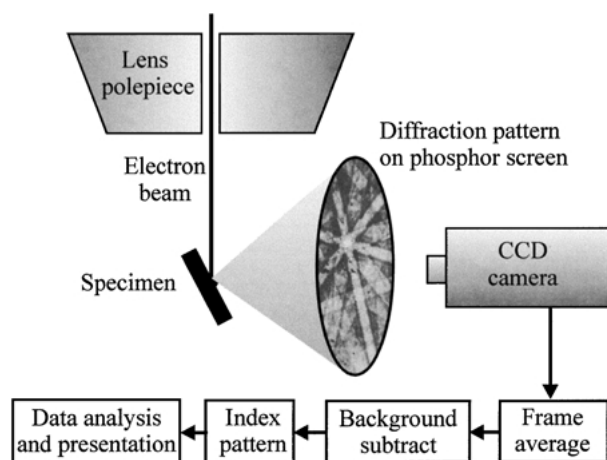 Lens
polepiece
Electron
beam
Diffraction pattern
on phosphor screen
Specimen
CCD
camera
Data analysis
and presentation
Index
pattern
Background
subtract
Frame
average